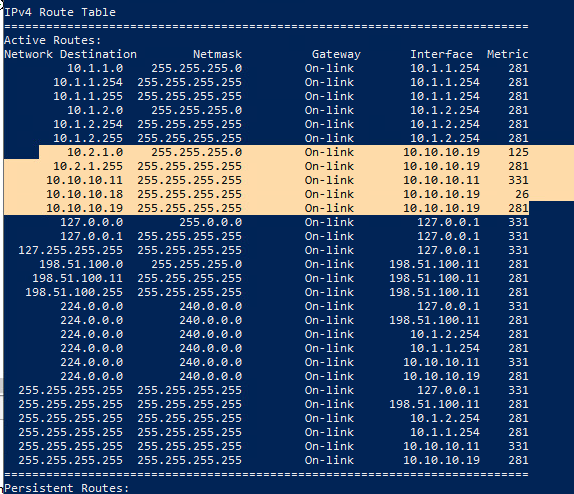 IPv4 Route Table
===========================================================================
Active Routes:
Network Destination        Netmask          Gateway       Interface  Metric
10.1.1.0    255.255.255.0         On-link        10.1.1.254    281
10.1.1.254  255.255.255.255         On-link        10.1.1.254    281
10.1.1.255  255.255.255.255         On-link        10.1.1.254    281
10.1.2.0    255.255.255.0         On-link        10.1.2.254    281
10.1.2.254  255.255.255.255         On-link        10.1.2.254    281
10.1.2.255  255.255.255.255         On-link        10.1.2.254    281
10.2.1.0    255.255.255.0         On-link       10.10.10.19    125
10.2.1.255  255.255.255.255         On-link       10.10.10.19    281
10.10.10.11  255.255.255.255         On-link       10.10.10.11    331
10.10.10.18  255.255.255.255         On-link       10.10.10.19     26
10.10.10.19  255.255.255.255         On-link       10.10.10.19    281
127.0.0.0        255.0.0.0         On-link         127.0.0.1    331
127.0.0.1  255.255.255.255         On-link         127.0.0.1    331
127.255.255.255  255.255.255.255         On-link         127.0.0.1    331
198.51.100.0    255.255.255.0         On-link     198.51.100.11    281
198.51.100.11  255.255.255.255         On-link     198.51.100.11    281
198.51.100.255  255.255.255.255         On-link     198.51.100.11    281
224.0.0.0        240.0.0.0         On-link         127.0.0.1    331
224.0.0.0        240.0.0.0         On-link     198.51.100.11    281
224.0.0.0        240.0.0.0         On-link        10.1.2.254    281
224.0.0.0        240.0.0.0         On-link        10.1.1.254    281
224.0.0.0        240.0.0.0         On-link       10.10.10.11    331
224.0.0.0        240.0.0.0         On-link       10.10.10.19    281
255.255.255.255  255.255.255.255         On-link         127.0.0.1    331
255.255.255.255  255.255.255.255         On-link     198.51.100.11    281
255.255.255.255  255.255.255.255         On-link        10.1.2.254    281
255.255.255.255  255.255.255.255         On-link        10.1.1.254    281
255.255.255.255  255.255.255.255         On-link       10.10.10.11    331
255.255.255.255  255.255.255.255         On-link       10.10.10.19    281
===========================================================================
Persistent Routes: